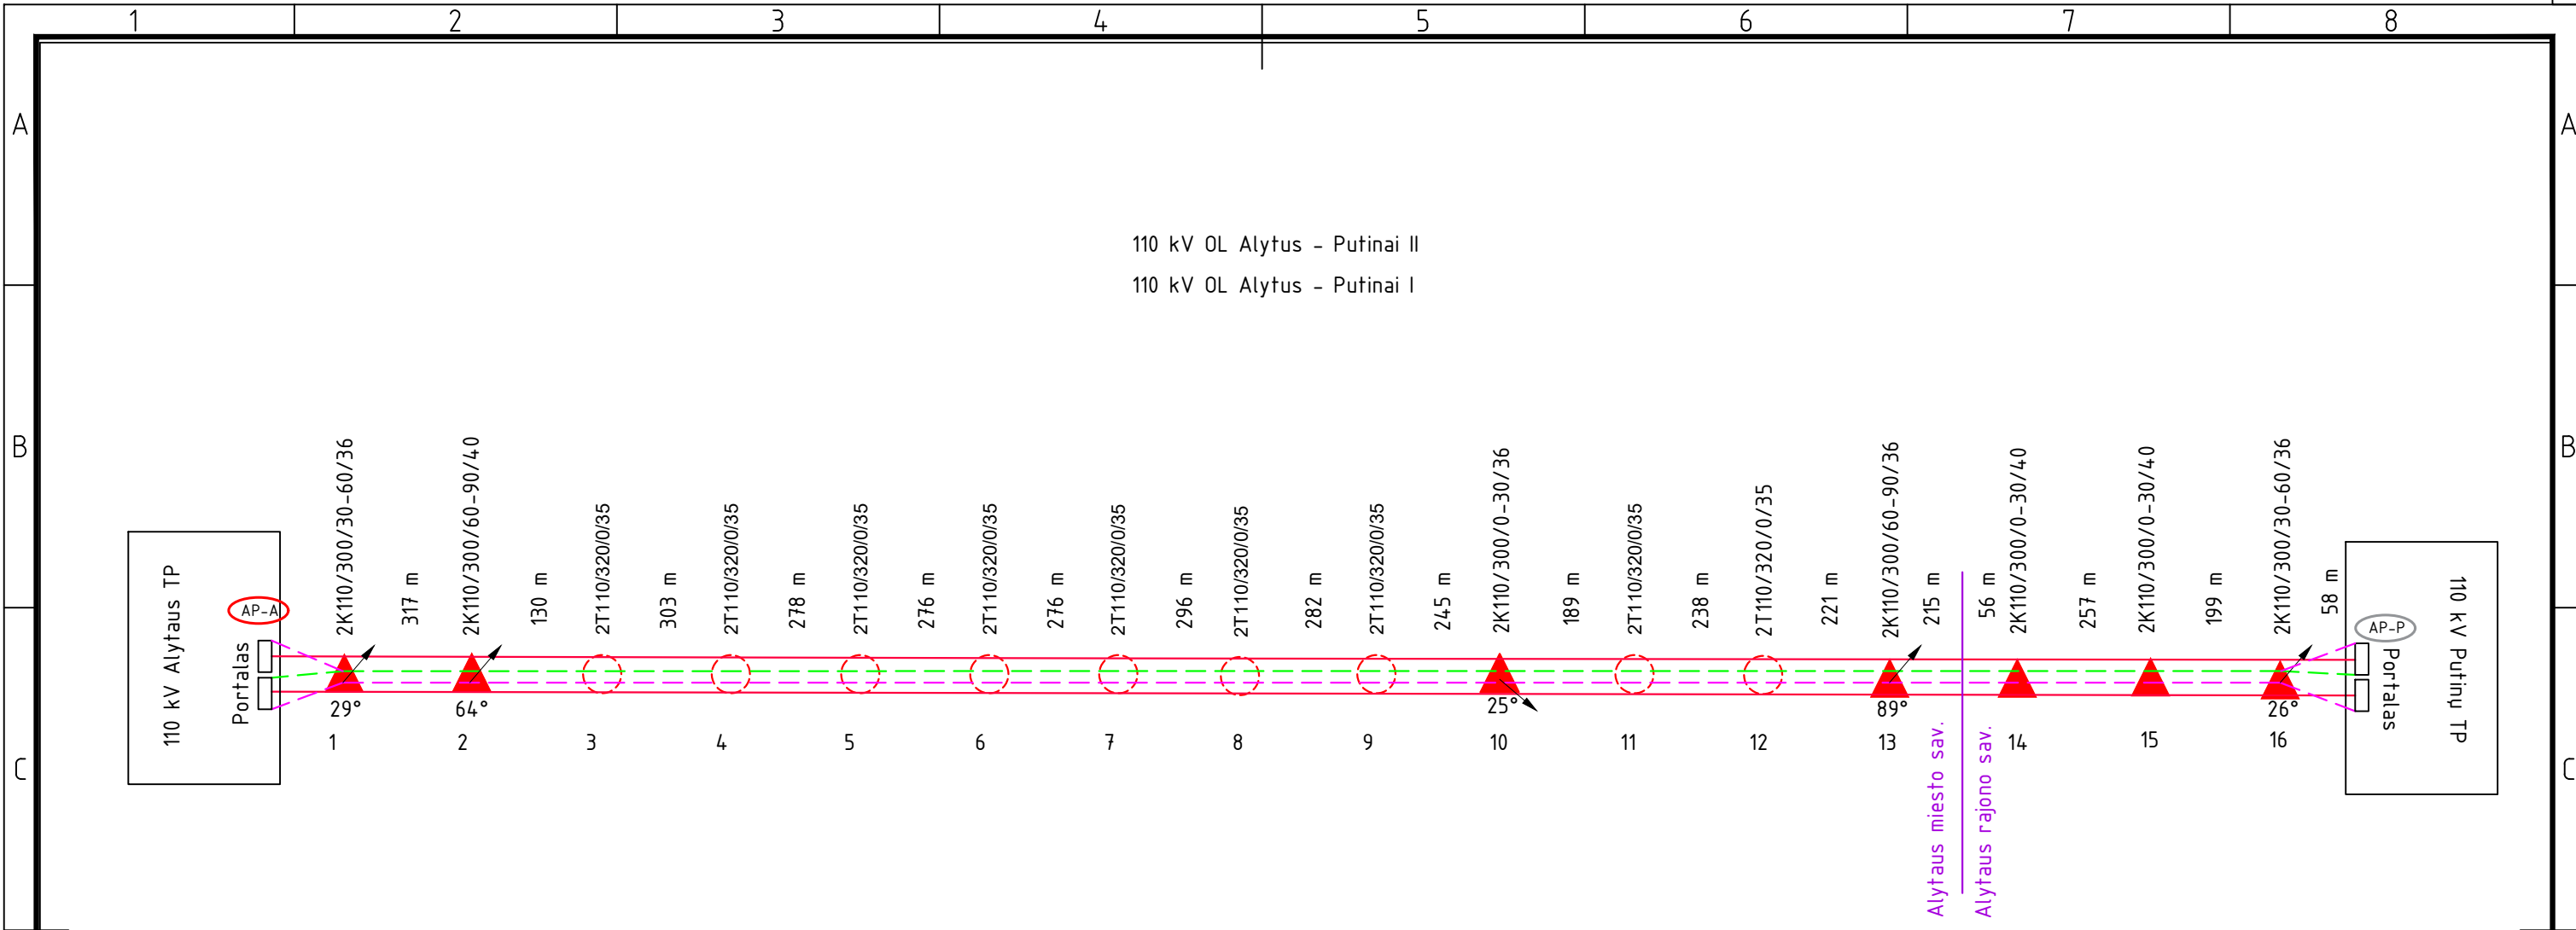 1 2 3 4 5 6 7 8
A A
110 kV OL Alytus - Putinai II
110 kV OL Alytus - Putinai I
B B
110 kV Alytaus TP
AP-A
Portalas
2K110/300/30-60/36
317 m
2K110/300/60-90/40
130 m
2T110/320/0/35
303 m
2T110/320/0/35
278 m
2T110/320/0/35
276 m
2T110/320/0/35
276 m
2T110/320/0/35
296 m
2T110/320/0/35
282 m
2T110/320/0/35
245 m
2K110/300/0-30/36
189 m
2T110/320/0/35
238 m
2T110/320/0/35
221 m
2K110/300/60-90/36
215 m
56 m
2K110/300/0-30/40
257 m
2K110/300/0-30/40
199 m
2K110/300/30-60/36
58 m
AP-P
Portalas
110 kV Putinų TP
29° 64° 25° 89° 26°
1 2 3 4 5 6 7 8 9 10 11 12 13 14 15 16
Alytaus miesto sav.
Alytaus rajono sav.
C C